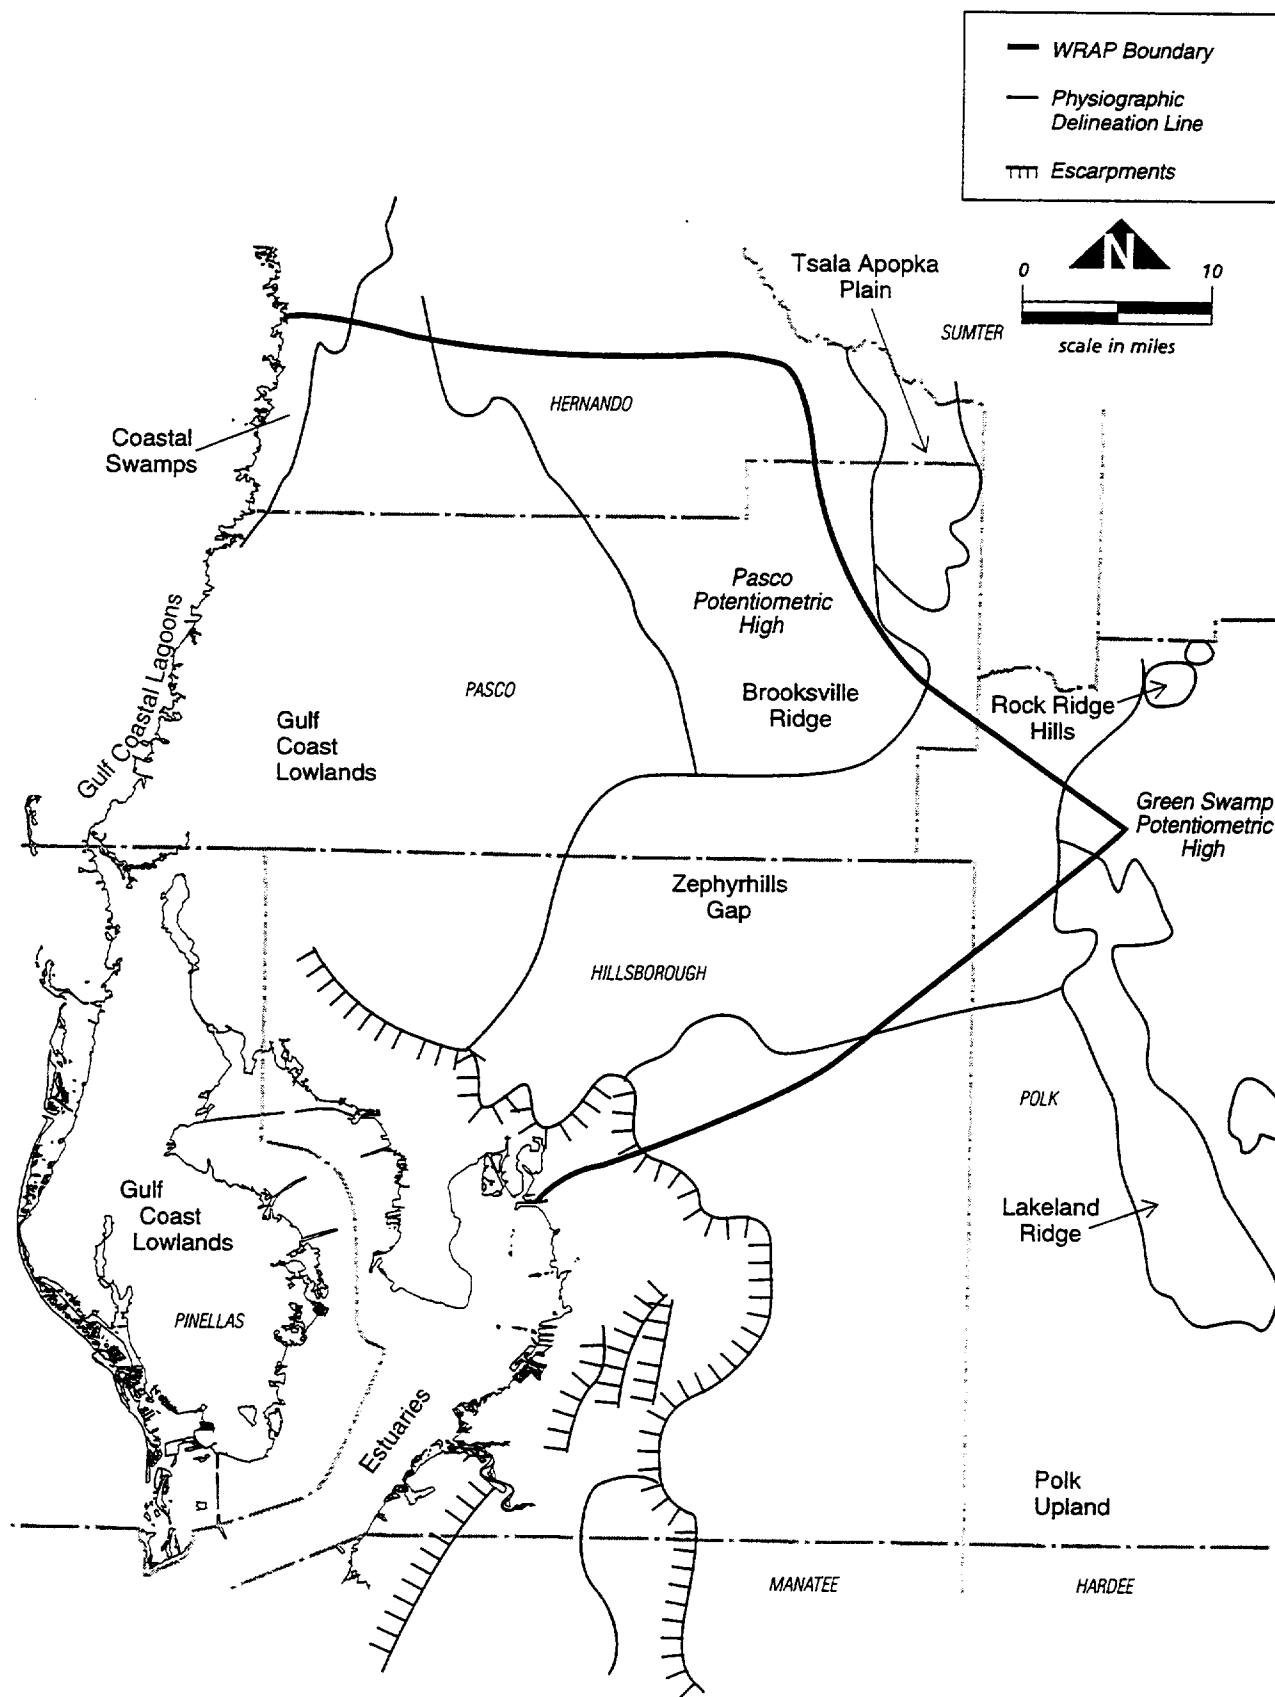 WRAP Boundary
Physiographic
Delineation Line
Escarpments
N
0 10
scale in miles
Tsala Apopka
Plain
SUMTER
HERNANDO
Coastal
Swamps
Pasco
Potentiometric
High
Gulf Coastal Lagoons
PASCO
Brooksville
Ridge
Rock Ridge
Hills
Gulf
Coast
Lowlands
Green Swamp
Potentiometric
High
Zephyrhills
Gap
HILLSBOROUGH
POLK
Gulf
Coast
Lowlands
Lakeland
Ridge
PINELLAS
Estuaries
Polk
Upland
MANATEE
HARDEE